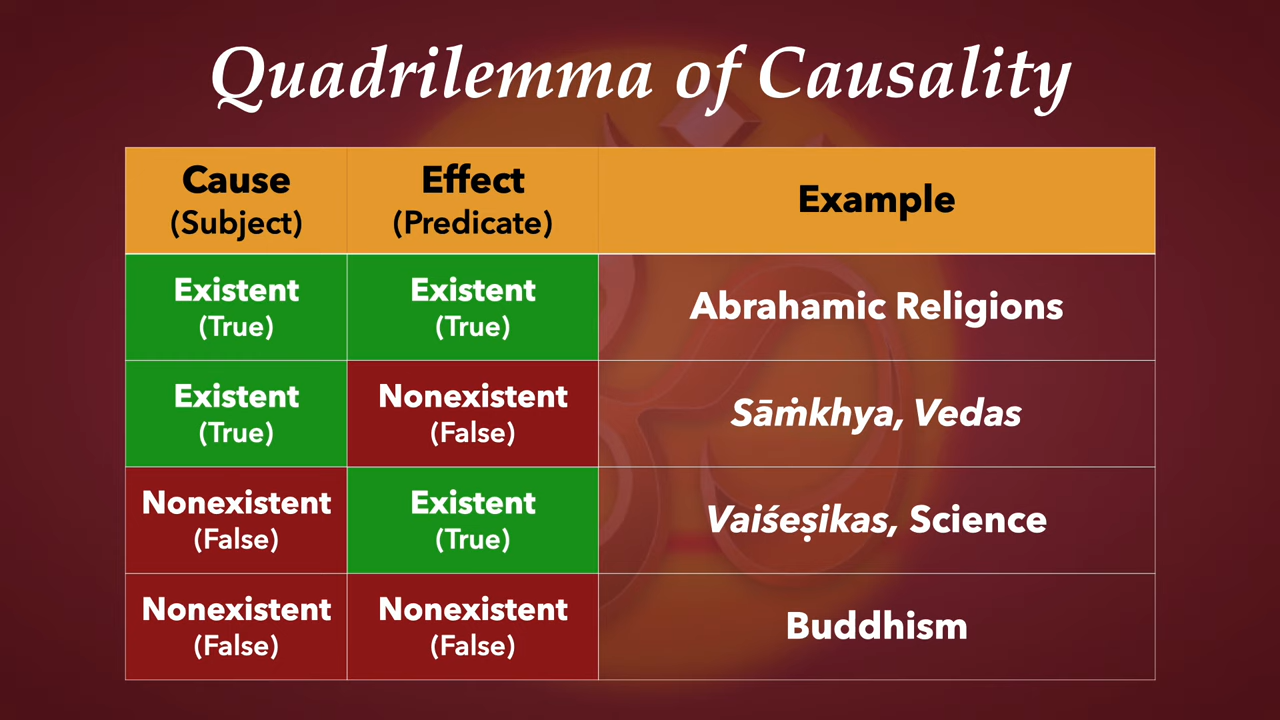 Quadrilemma of Causality
Cause
(Subject)
Effect
(Predicate)
Example
Existent
(True)
Existent
(True)
Abrahamic Religions
Existent
(True)
Nonexistent
(False)
Sāṁkhya, Vedas
Nonexistent
(False)
Existent
(True)
Vaiśeṣikas, Science
Nonexistent
(False)
Nonexistent
(False)
Buddhism